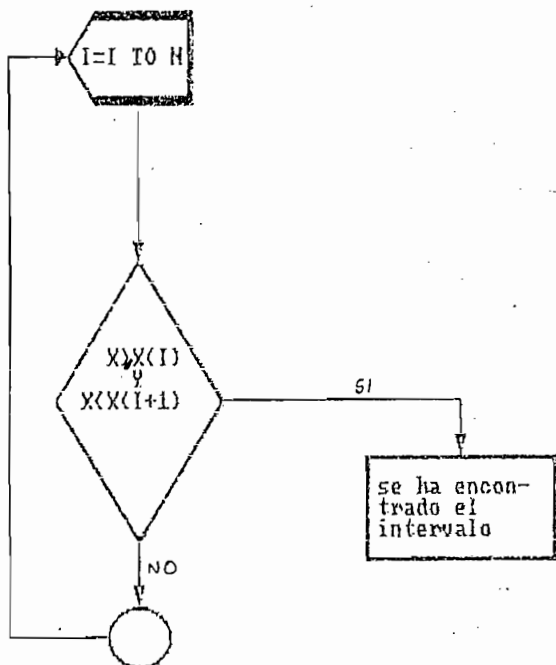 I=I TO N
X>X(I)
y
X<X(I+1)
SI
se ha encon-
trado el
intervalo
NO